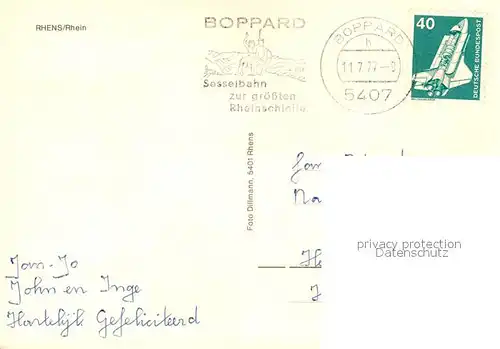 RHENS/Rhein
BOPPARD
Sesselbahn
zur größten
Rheinschleife
BOPPARD
h
11.7.77
5407
40
DEUTSCHE BUNDESPOST
Foto Dillmann, 5401 Rhens
privacy protection
Datenschutz
Jan-Jo
John en Inge
Hartelijk Gefeliciteerd